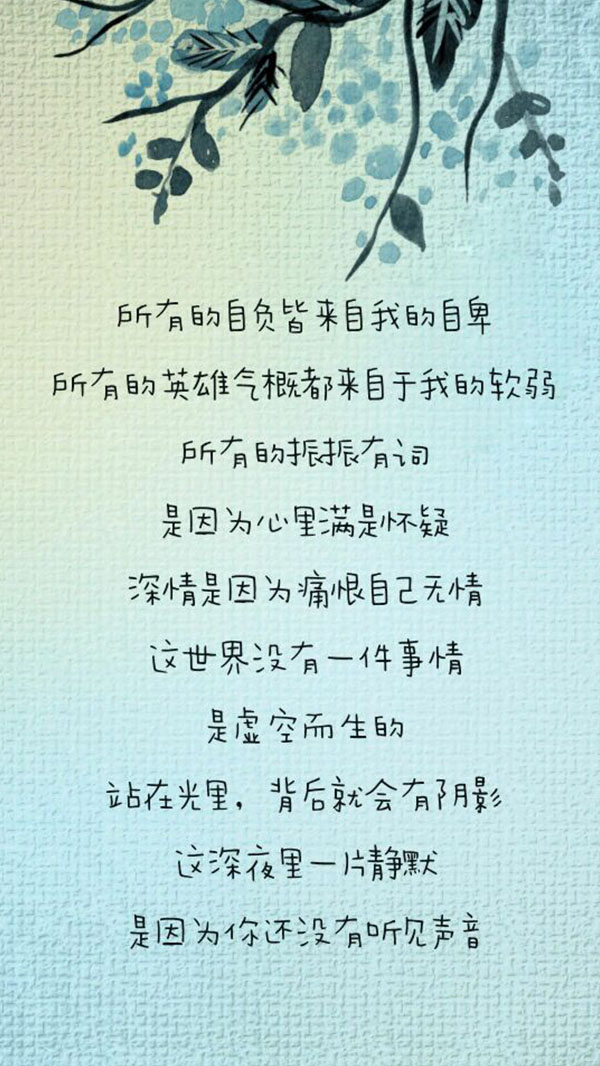 所有的自负皆来自我的自卑
所有的英雄气概都来自于我的软弱
所有的振振有词
是因为心里满是怀疑
深情是因为痛恨自己无情
这世界没有一件事情
是虚空而生的
站在光里，背后就会有阴影
这深夜里一片静默
是因为你还没有听见声音